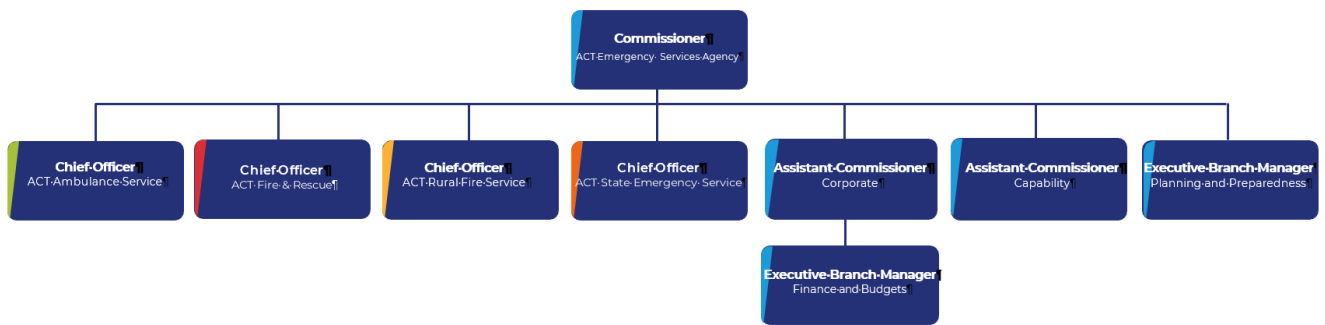 Commissioner¶
ACT·Emergency·Services·Agency¶
Chief·Officer¶
ACT·Ambulance·Service¶
Chief·Officer¶
ACT·Fire·&·Rescue¶
Chief·Officer¶
ACT·Rural·Fire·Service¶
Chief·Officer¶
ACT·State·Emergency·Service¶
Assistant·Commissioner¶
Corporate¶
Assistant·Commissioner¶
Capability¶
Executive·Branch·Manager¶
Planning·and·Preparedness¶
Executive·Branch·Manager¶
Finance·and·Budgets¶